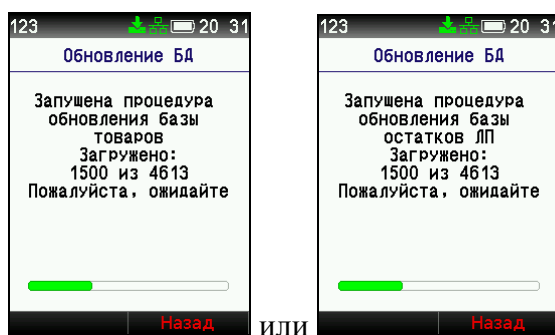 123 20 31
Обновление БД
Запущена процедура
обновления базы
товаров
Загружено:
1500 из 4613
Пожалуйста, ожидайте
Назад
или
123 20 31
Обновление БД
Запущена процедура
обновления базы
остатков ЛП
Загружено:
1500 из 4613
Пожалуйста, ожидайте
Назад